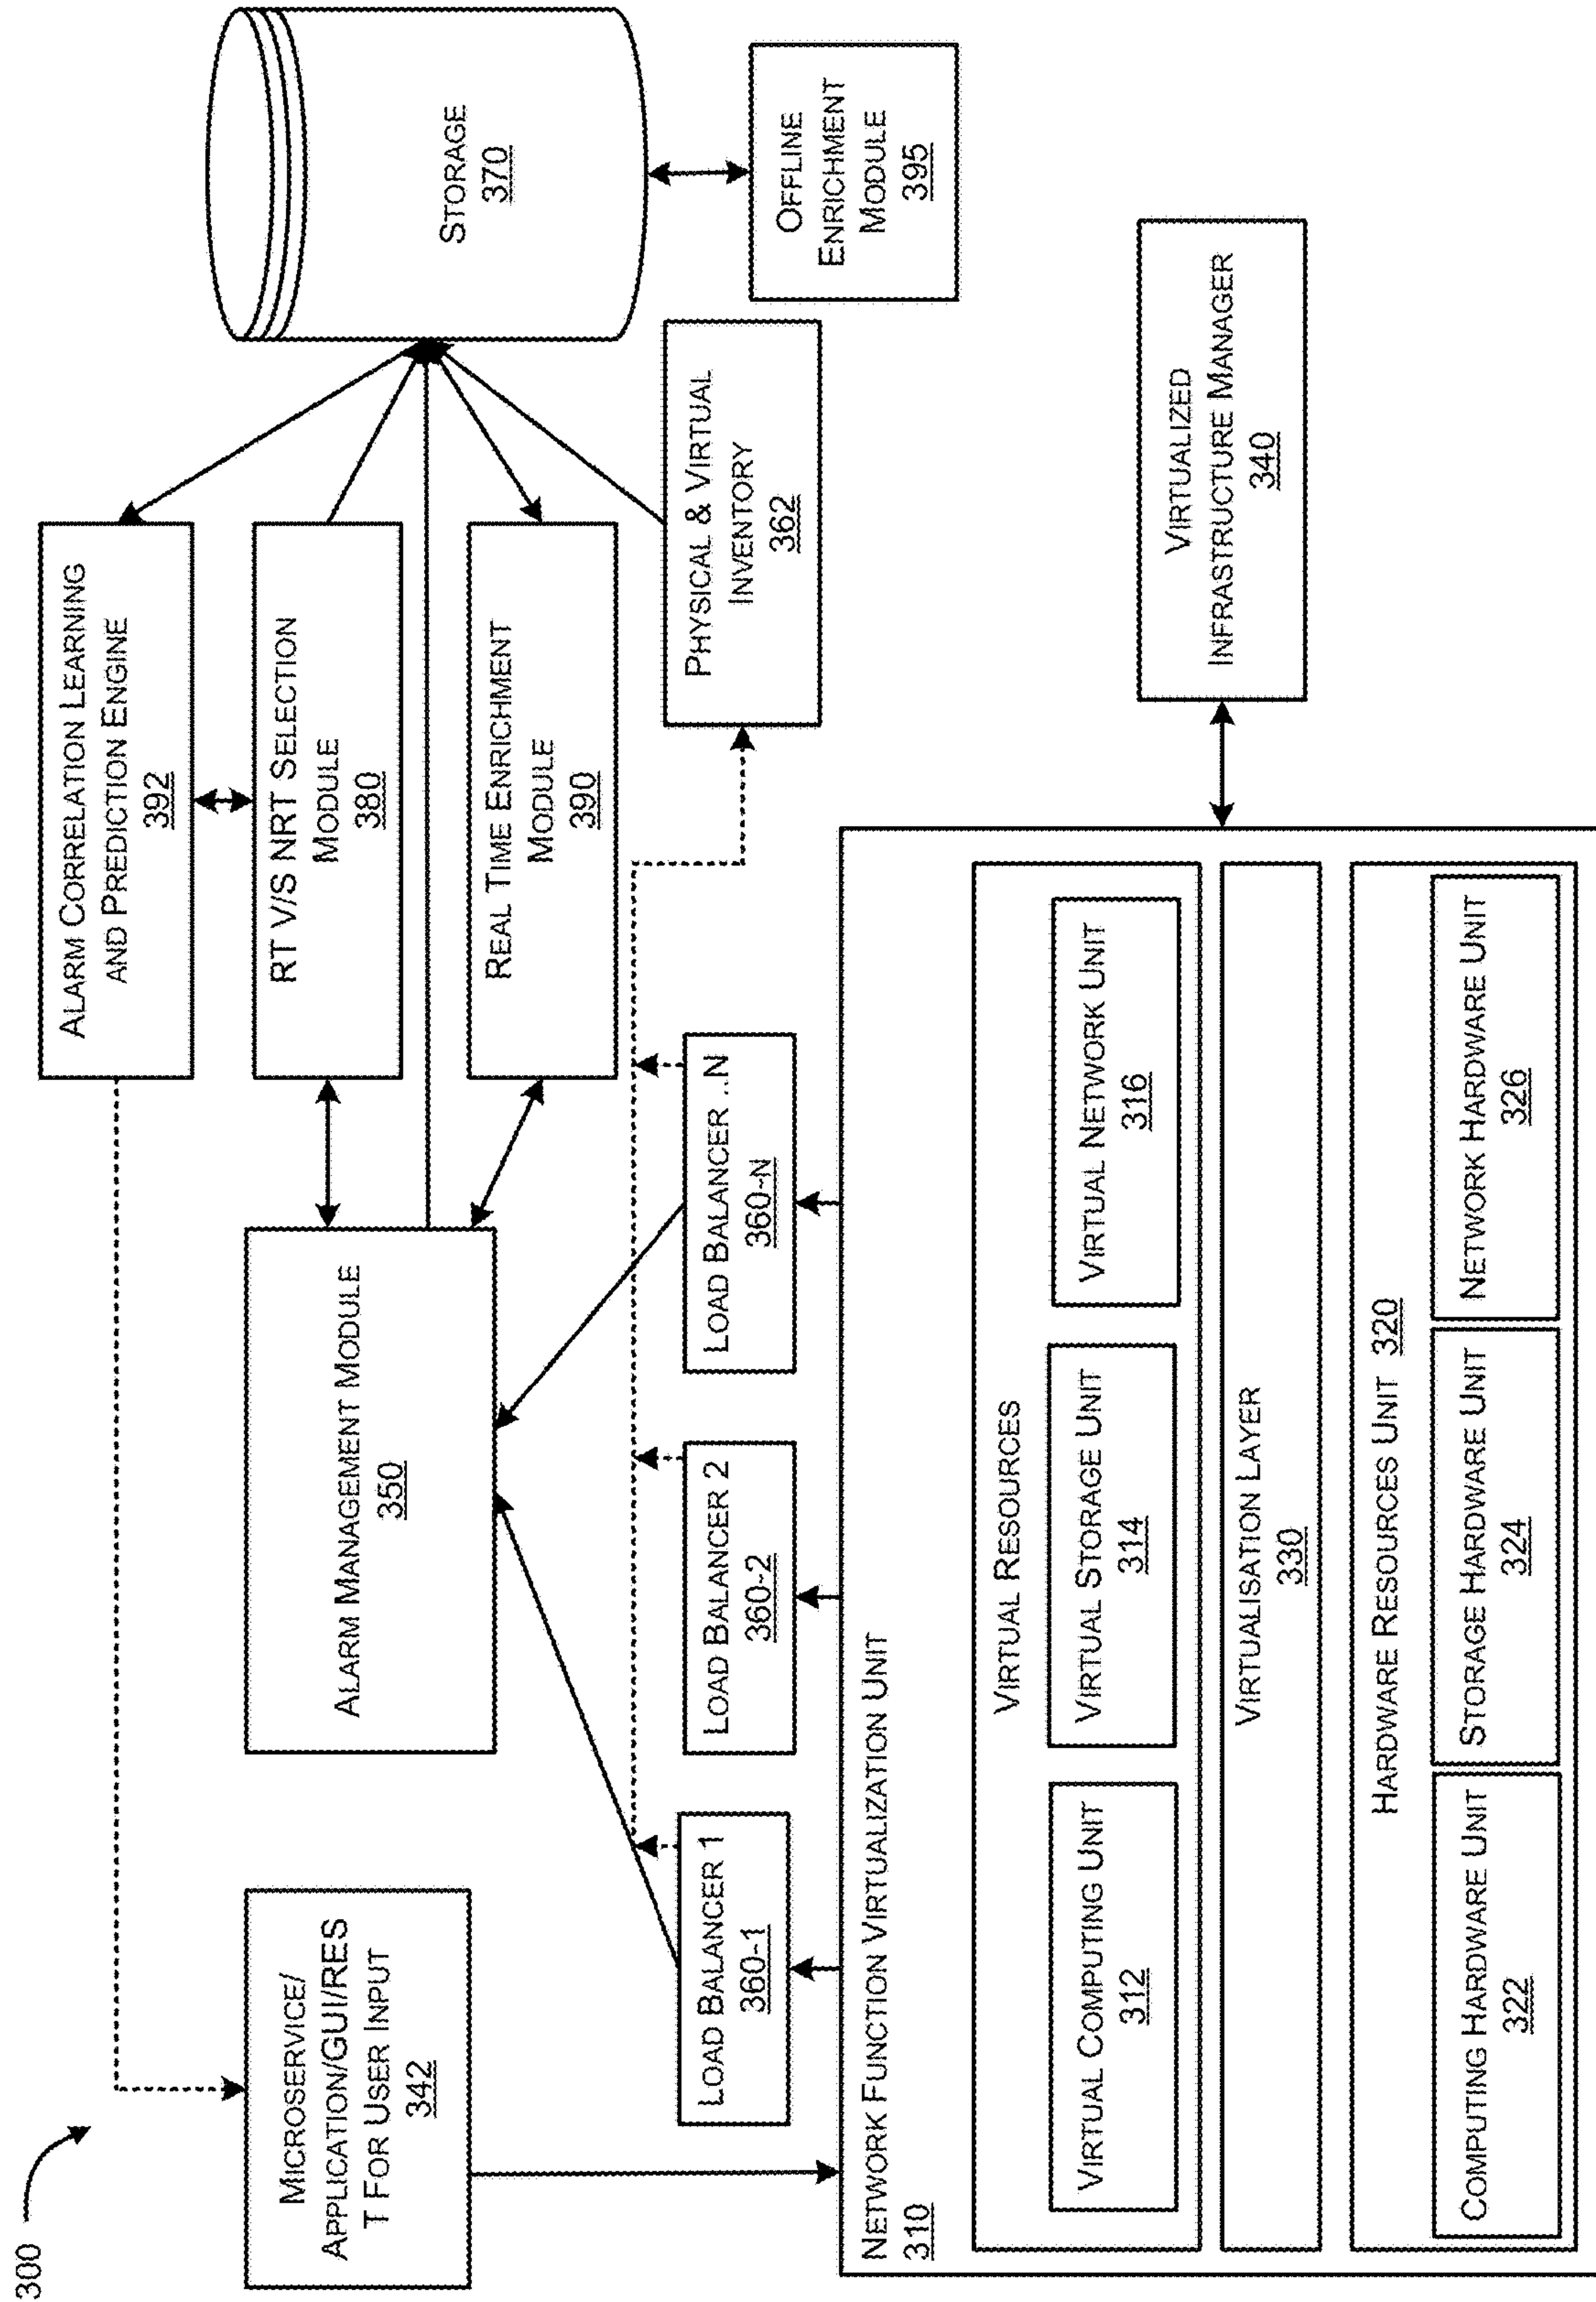 300
MICROSERVICE/
APPLICATION/GUI/RES
T FOR USER INPUT
342
ALARM MANAGEMENT MODULE
350
ALARM CORRELATION LEARNING
AND PREDICTION ENGINE
392
RT V/S NRT SELECTION
MODULE
380
REAL TIME ENRICHMENT
MODULE
390
STORAGE
370
PHYSICAL & VIRTUAL
INVENTORY
362
OFFLINE
ENRICHMENT
MODULE
395
LOAD BALANCER 1
360-1
LOAD BALANCER 2
360-2
LOAD BALANCER ..N
360-N
NETWORK FUNCTION VIRTUALIZATION UNIT
310
VIRTUAL RESOURCES
VIRTUAL COMPUTING UNIT
312
VIRTUAL STORAGE UNIT
314
VIRTUAL NETWORK UNIT
316
VIRTUALISATION LAYER
330
HARDWARE RESOURCES UNIT 320
COMPUTING HARDWARE UNIT
322
STORAGE HARDWARE UNIT
324
NETWORK HARDWARE UNIT
326
VIRTUALIZED
INFRASTRUCTURE MANAGER
340